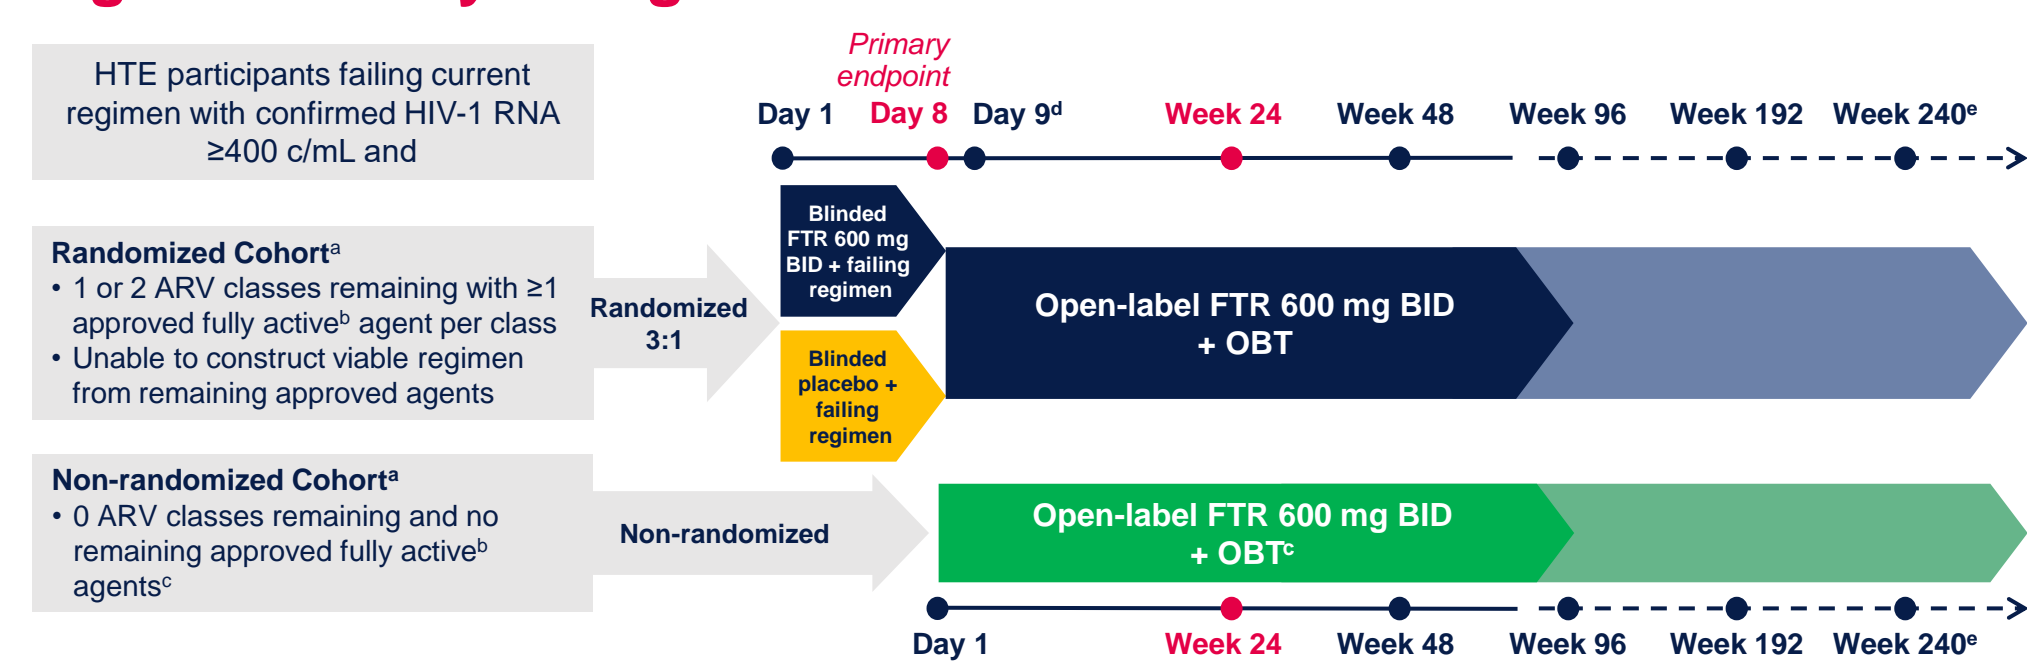 HTE participants failing current
regimen with confirmed HIV-1 RNA
≥400 c/mL and
Primary
endpoint
Day 1 Day 8 Day 9ᵈ Week 24 Week 48 Week 96 Week 192 Week 240ᵉ
Randomized Cohortᵃ
• 1 or 2 ARV classes remaining with ≥1
approved fully activeᵇ agent per class
• Unable to construct viable regimen
from remaining approved agents
Randomized
3:1
Blinded
FTR 600 mg
BID + failing
regimen
Blinded
placebo +
failing
regimen
Open-label FTR 600 mg BID
+ OBT
Non-randomized Cohortᵃ
• 0 ARV classes remaining and no
remaining approved fully activeᵇ
agentsᶜ
Non-randomized
Open-label FTR 600 mg BID
+ OBTᶜ
Day 1 Week 24 Week 48 Week 96 Week 192 Week 240ᵉ